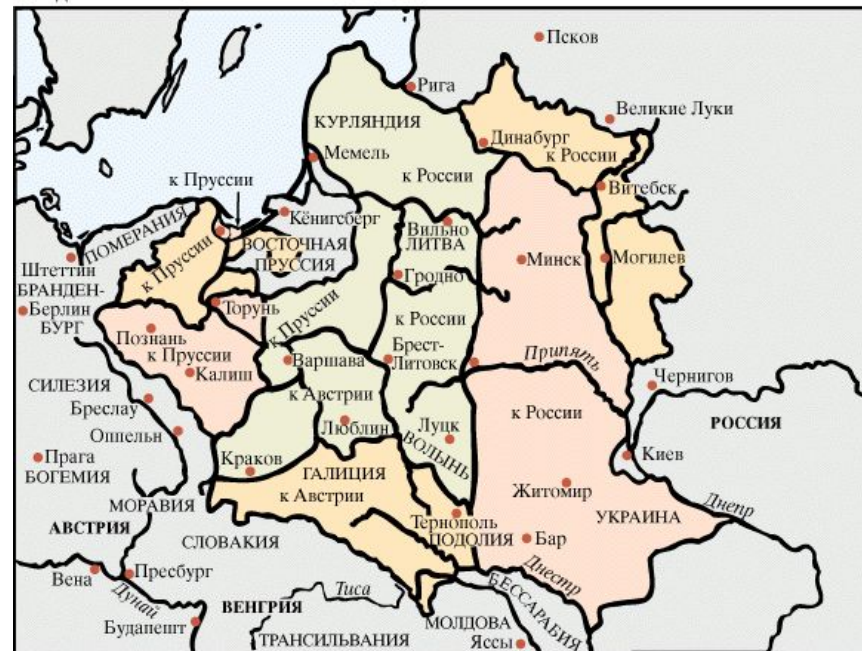 Псков
Рига
Великие Луки
КУРЛЯНДИЯ
Динабург
к России
Мемель
к России
Витебск
к Пруссии
Кёнигсберг
ПОМЕРАНИЯ
Вильно
ЛИТВА
к Пруссии
ВОСТОЧНАЯ
ПРУССИЯ
Минск
Могилев
Штеттин
Гродно
БРАНДЕН-
БУРГ
Берлин
Торунь
к Пруссии
к России
Познань
к Пруссии
Варшава
Брест-
Литовск
Припять
Калиш
Чернигов
СИЛЕЗИЯ
к Австрии
к России
РОССИЯ
Бреслау
Люблин
Луцк
ВОЛЫНЬ
Оппельн
Прага
БОГЕМИЯ
Краков
Киев
ГАЛИЦИЯ
к Австрии
Житомир
Днепр
МОРАВИЯ
УКРАИНА
АВСТРИЯ
Тернополь
ПОДОЛИЯ
Бар
СЛОВАКИЯ
Вена
Пресбург
Дунай
Тиса
Днестр
БЕССАРАБИЯ
ВЕНГРИЯ
Буданешт
МОЛДОВА
Яссы
ТРАНСИЛЬВАНИЯ